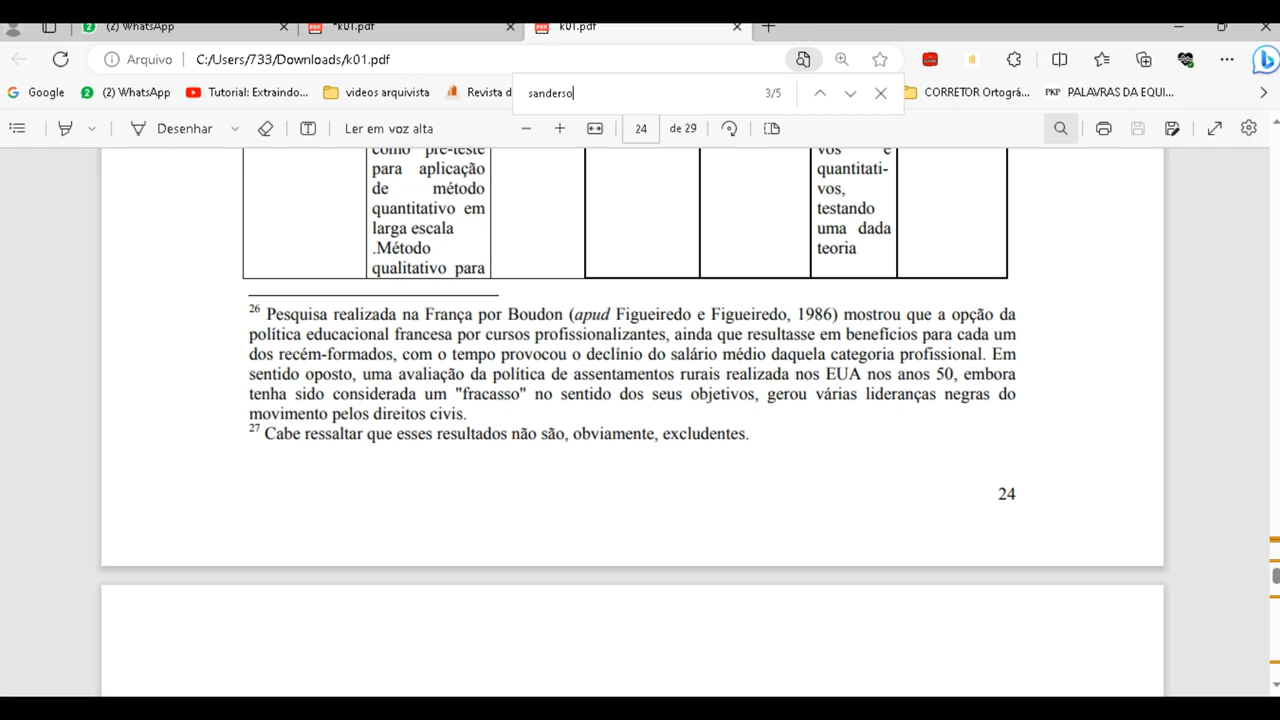 (2) WhatsApp
*k01.pdf
k01.pdf
Arquivo C:/Users/733/Downloads/k01.pdf
Google
(2) WhatsApp
Tutorial: Extraindo...
videos arquivista
Revista d
sanderso 3/5
CORRETOR Ortográ...
PKP PALAVRAS DA EQUI...
Desenhar
Ler em voz alta
24 de 29
como pré-teste
para aplicação
de método
quantitativo em
larga escala
.Método
qualitativo para
vos e
quantitati-
vos,
testando
uma dada
teoria
26 Pesquisa realizada na França por Boudon (apud Figueiredo e Figueiredo, 1986) mostrou que a opção da
política educacional francesa por cursos profissionalizantes, ainda que resultasse em benefícios para cada um
dos recém-formados, com o tempo provocou o declínio do salário médio daquela categoria profissional. Em
sentido oposto, uma avaliação da política de assentamentos rurais realizada nos EUA nos anos 50, embora
tenha sido considerada um "fracasso" no sentido dos seus objetivos, gerou várias lideranças negras do
movimento pelos direitos civis.
27 Cabe ressaltar que esses resultados não são, obviamente, excludentes.
24